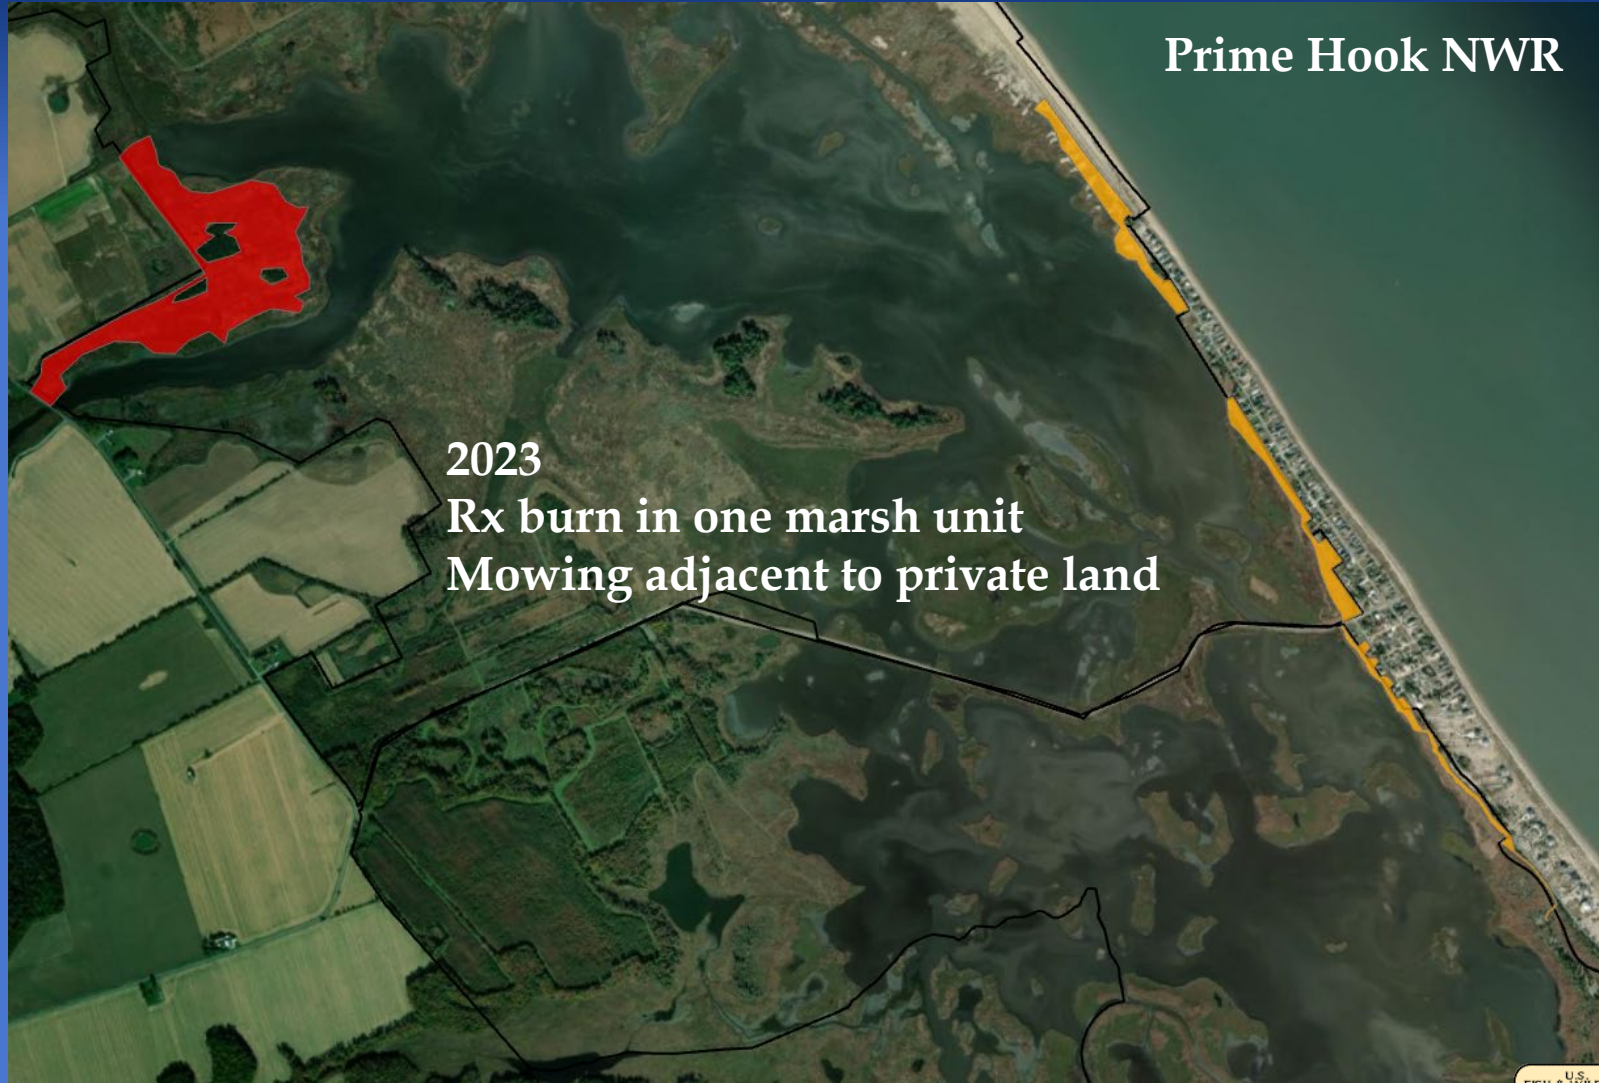 Prime Hook NWR
2023
Rx burn in one marsh unit
Mowing adjacent to private land
U.S.